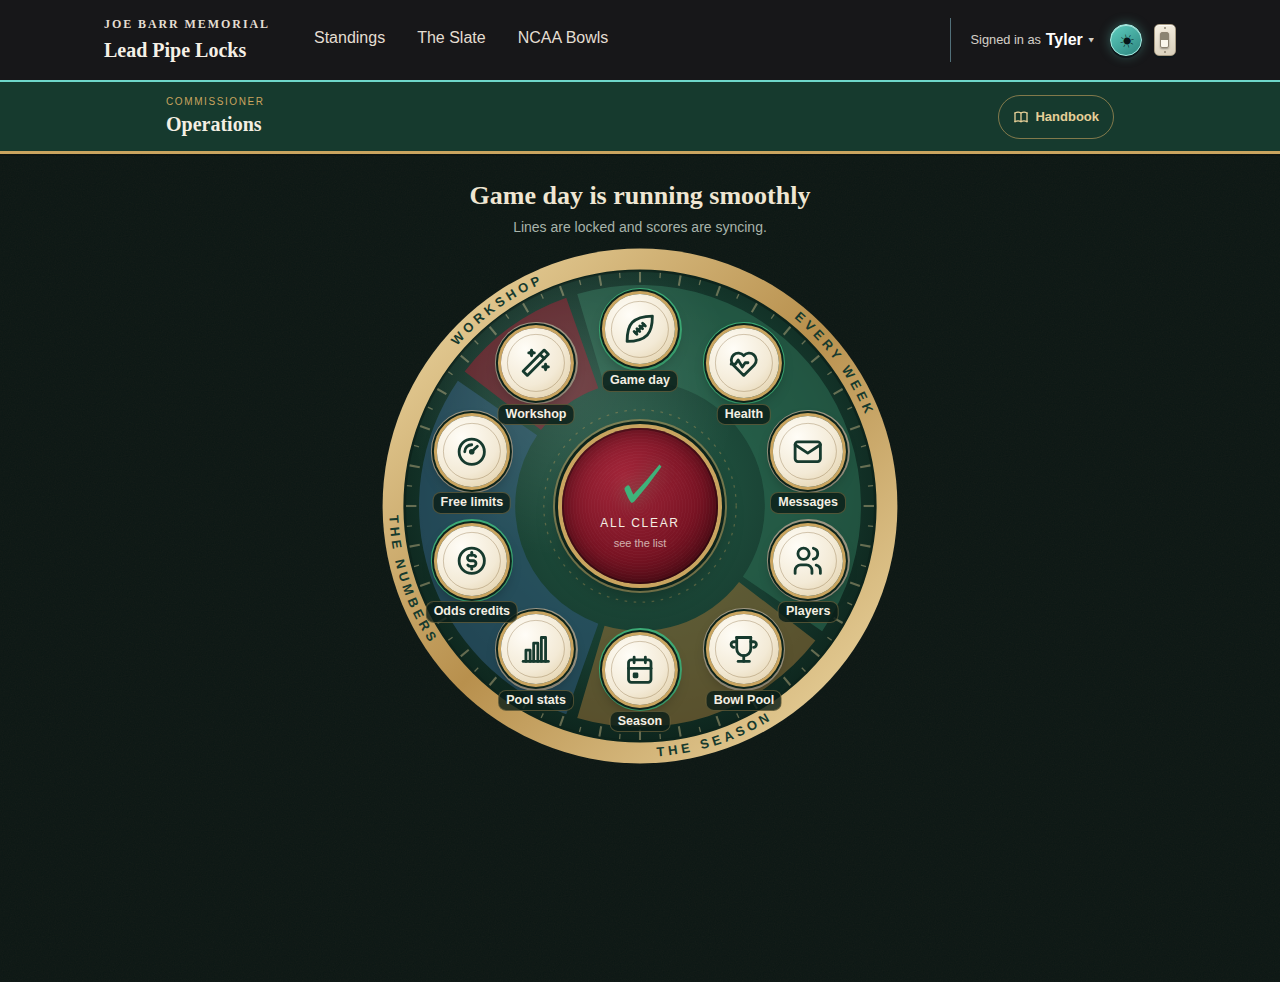 JOE BARR MEMORIAL
Lead Pipe Locks
Standings
The Slate
NCAA Bowls
Signed in as Tyler
COMMISSIONER
Operations
Handbook
Game day is running smoothly
Lines are locked and scores are syncing.
WORKSHOP
EVERY WEEK
THE NUMBERS
THE SEASON
Game day
Workshop
Health
Free limits
Messages
ALL CLEAR
see the list
Odds credits
Players
Pool stats
Bowl Pool
Season